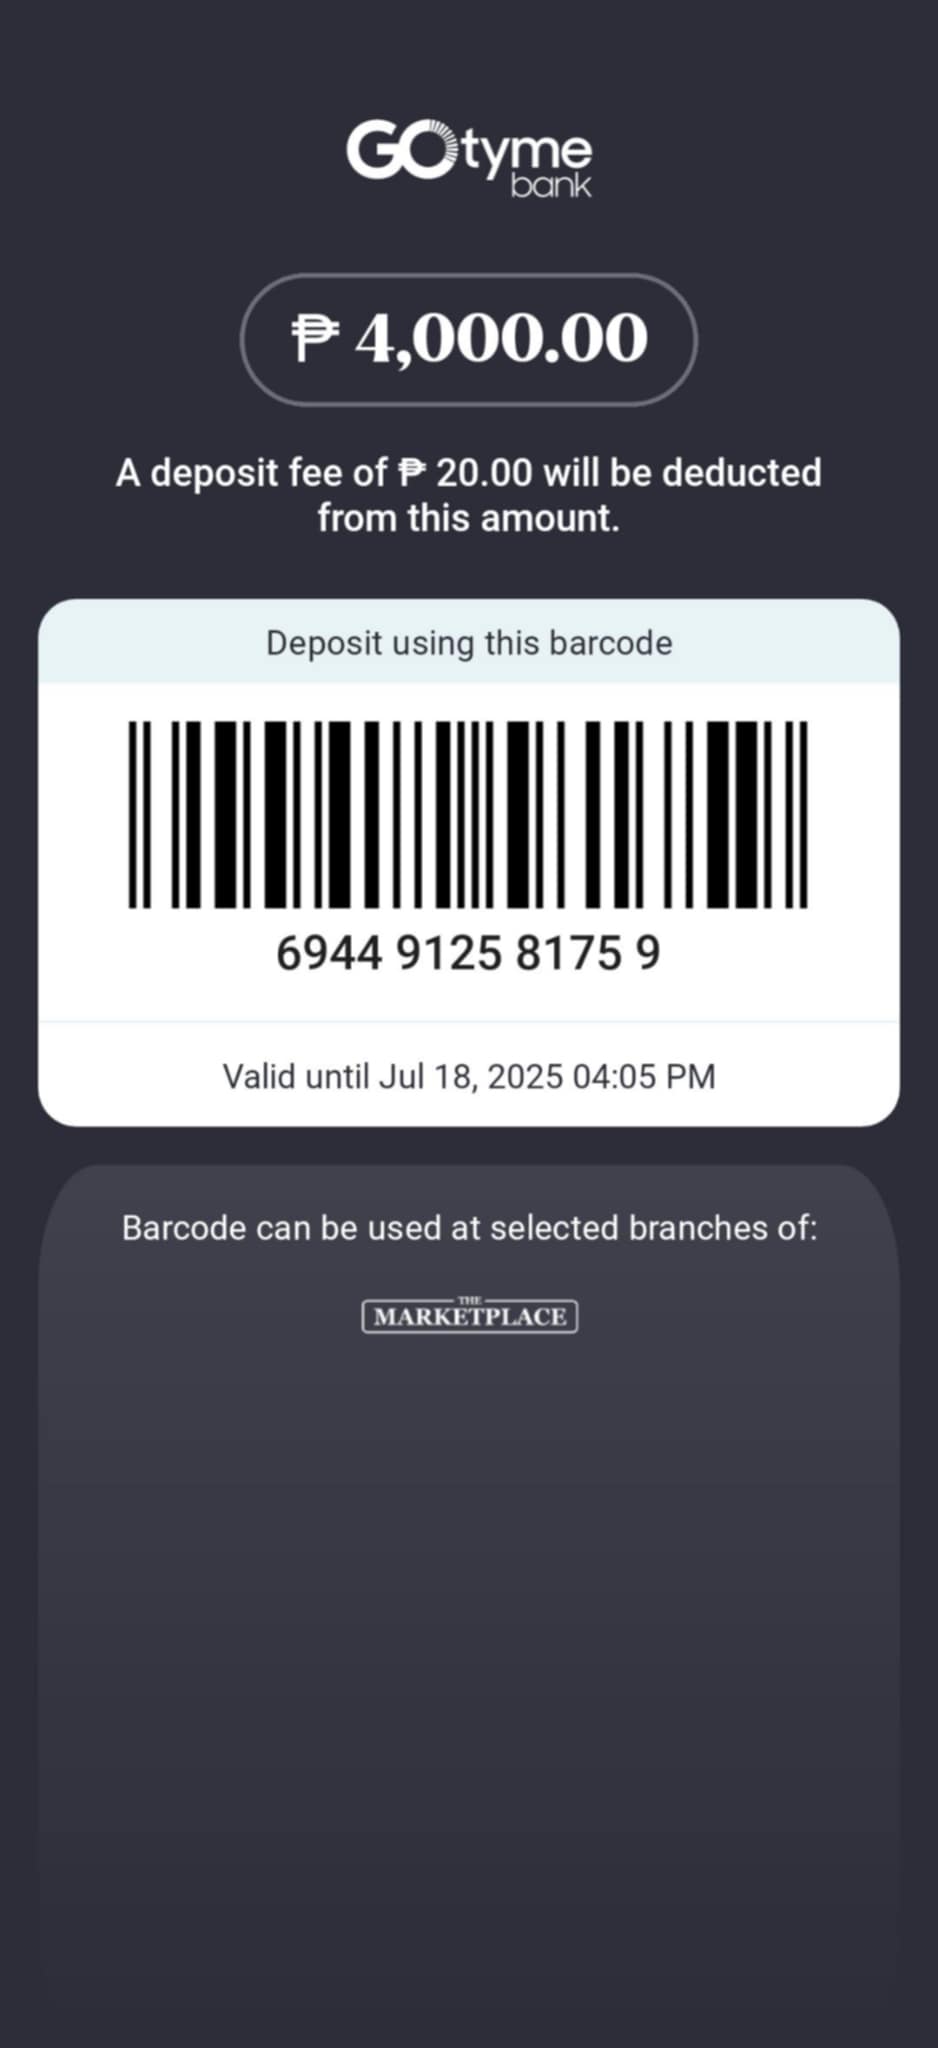 GOtyme
bank
₱ 4,000.00
A deposit fee of ₱ 20.00 will be deducted
from this amount.
Deposit using this barcode
6944 9125 8175 9
Valid until Jul 18, 2025 04:05 PM
Barcode can be used at selected branches of:
THE
MARKETPLACE